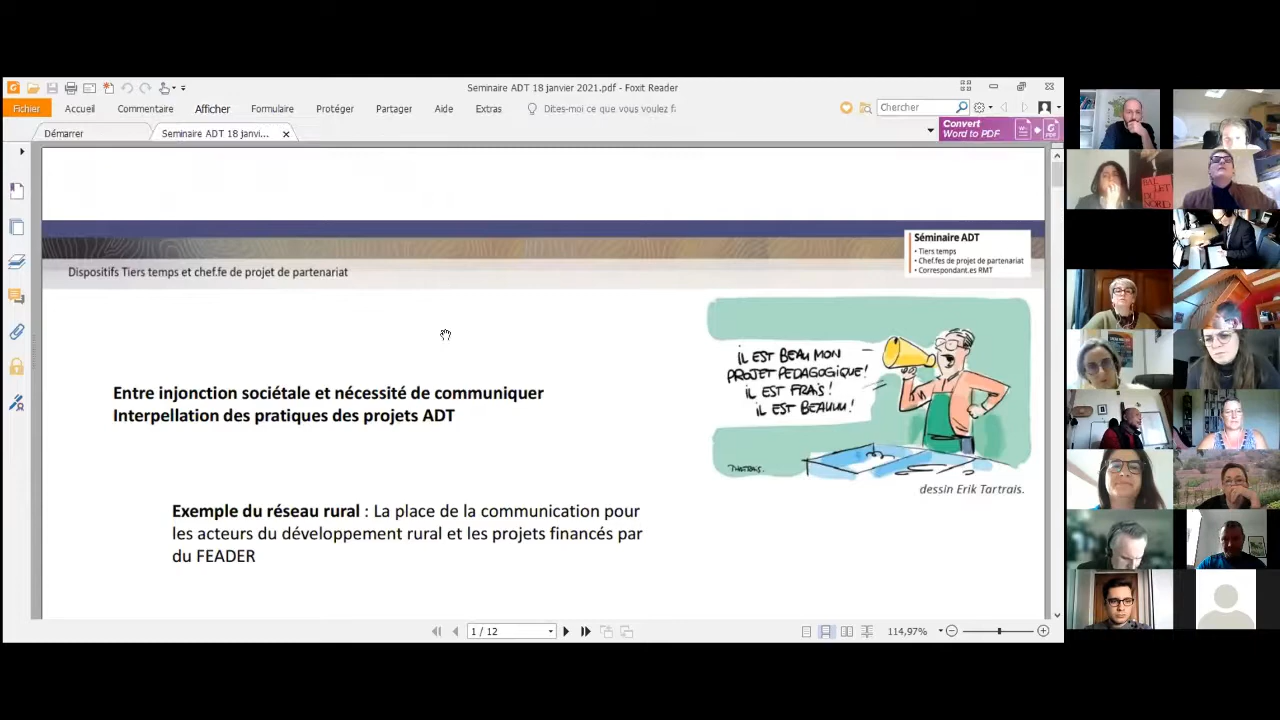 Seminaire ADT 18 janvier 2021.pdf - Foxit Reader
Fichier
Accueil
Commentaire
Afficher
Formulaire
Protéger
Partager
Aide
Extras
Dites-moi ce que vous voulez f
Chercher
Démarrer
Seminaire ADT 18 janvi...
Convert
Word to PDF
Séminaire ADT
• Tiers temps
• Chef.fes de projet de partenariat
• Correspondant.es RMT
Dispositifs Tiers temps et chef.fe de projet de partenariat
IL EST BEAU MON
PROJET PEDAGOGIQUE!
IL EST FRAIS!
IL EST BEAUUU!
TARTRAIS.
dessin Erik Tartrais.
Entre injonction sociétale et nécessité de communiquer
Interpellation des pratiques des projets ADT
Exemple du réseau rural : La place de la communication pour
les acteurs du développement rural et les projets financés par
du FEADER
1 / 12
114,97%
BAL
LET
DU
NORD